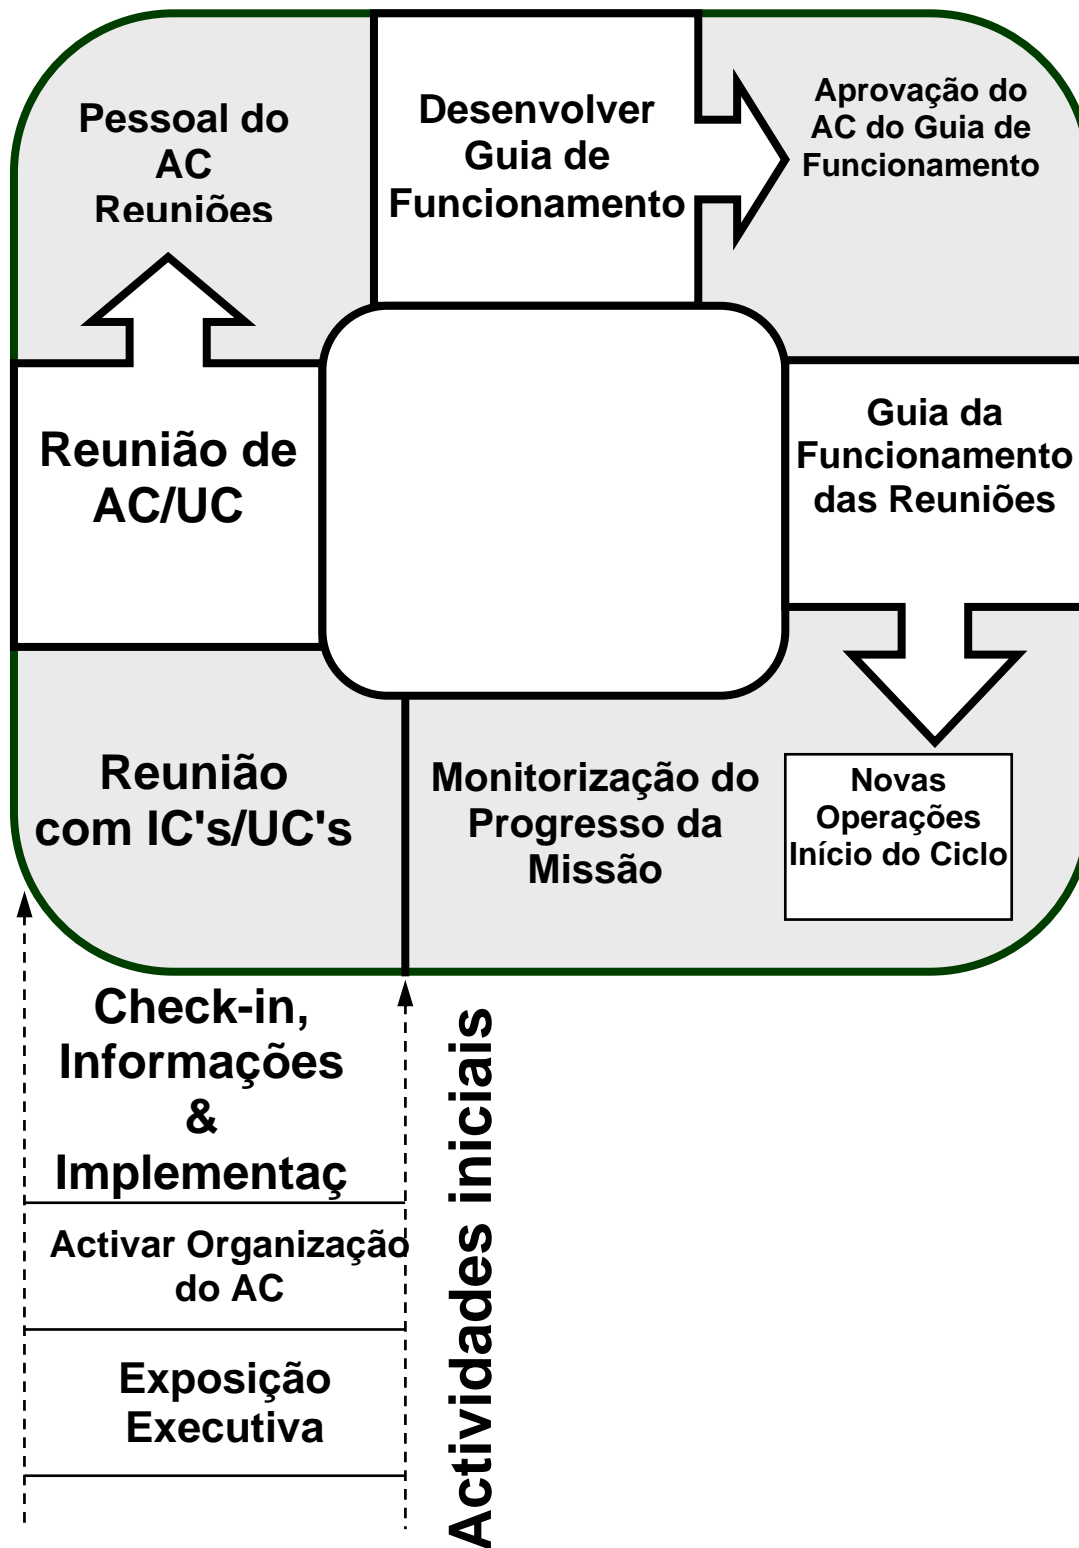 Pessoal do
AC
Reuniões
Desenvolver
Guia de
Funcionamento
Aprovação do
AC do Guia de
Funcionamento
Reunião de
AC/UC
Guia da
Funcionamento
das Reuniões
Reunião
com IC's/UC's
Monitorização do
Progresso da
Missão
Novas
Operações
Início do Ciclo
Check-in,
Informações
&
Implementaç
Activar Organização
do AC
Exposição
Executiva
Actividades iniciais